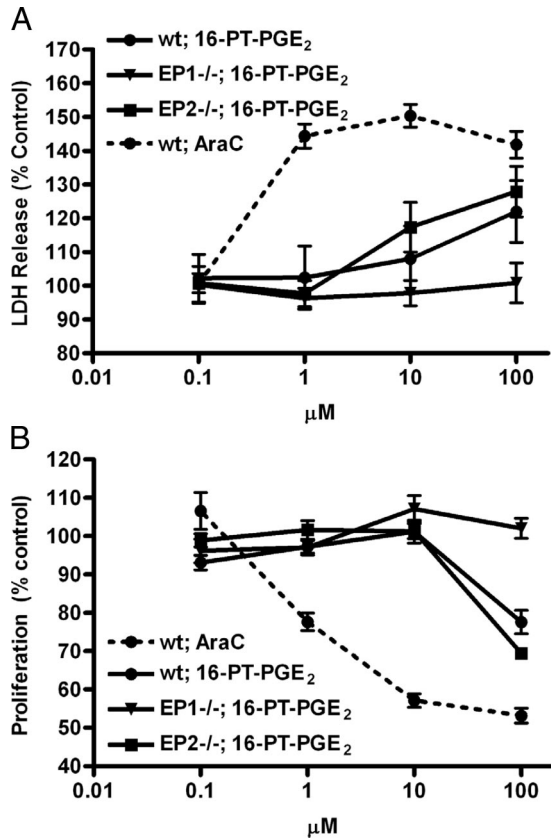 A
wt; 16-PT-PGE₂
EP1-/-; 16-PT-PGE₂
EP2-/-; 16-PT-PGE₂
wt; AraC
LDH Release (% Control)
170
160
150
140
130
120
110
100
90
80
0.01
0.1
1
10
100
μM
B
Proliferation (% control)
120
110
100
90
80
70
60
50
40
wt; AraC
wt; 16-PT-PGE₂
EP1-/-; 16-PT-PGE₂
EP2-/-; 16-PT-PGE₂
0.01
0.1
1
10
100
μM